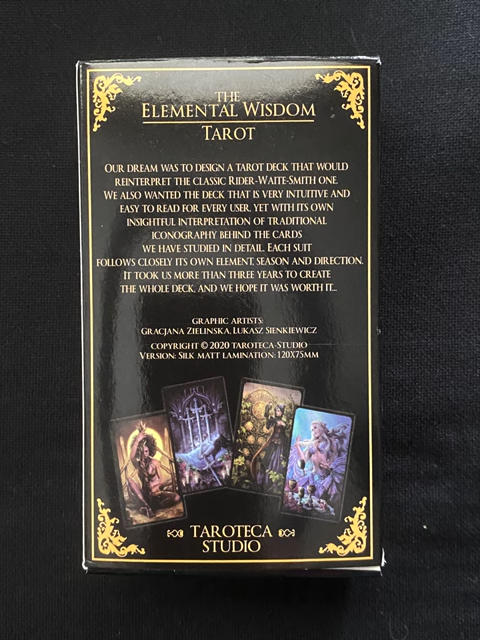 THE
ELEMENTAL WISDOM
TAROT
OUR DREAM WAS TO DESIGN A TAROT DECK THAT WOULD
REINTERPRET THE CLASSIC RIDER-WAITE-SMITH ONE.
WE ALSO WANTED THE DECK THAT IS VERY INTUITIVE AND
EASY TO READ FOR EVERY USER, YET WITH ITS OWN
INSIGHTFUL INTERPRETATION OF TRADITIONAL
ICONOGRAPHY BEHIND THE CARDS
WE HAVE STUDIED IN DETAIL. EACH SUIT
FOLLOWS CLOSELY ITS OWN ELEMENT, SEASON AND DIRECTION.
IT TOOK US MORE THAN THREE YEARS TO CREATE
THE WHOLE DECK, AND WE HOPE IT WAS WORTH IT...
GRAPHIC ARTISTS:
GRACJANA ZIELINSKA, LUKASZ SIENKIEWICZ
COPYRIGHT © 2020 TAROTECA-STUDIO
VERSION: SILK MATT LAMINATION: 120X75MM
TAROTECA
STUDIO